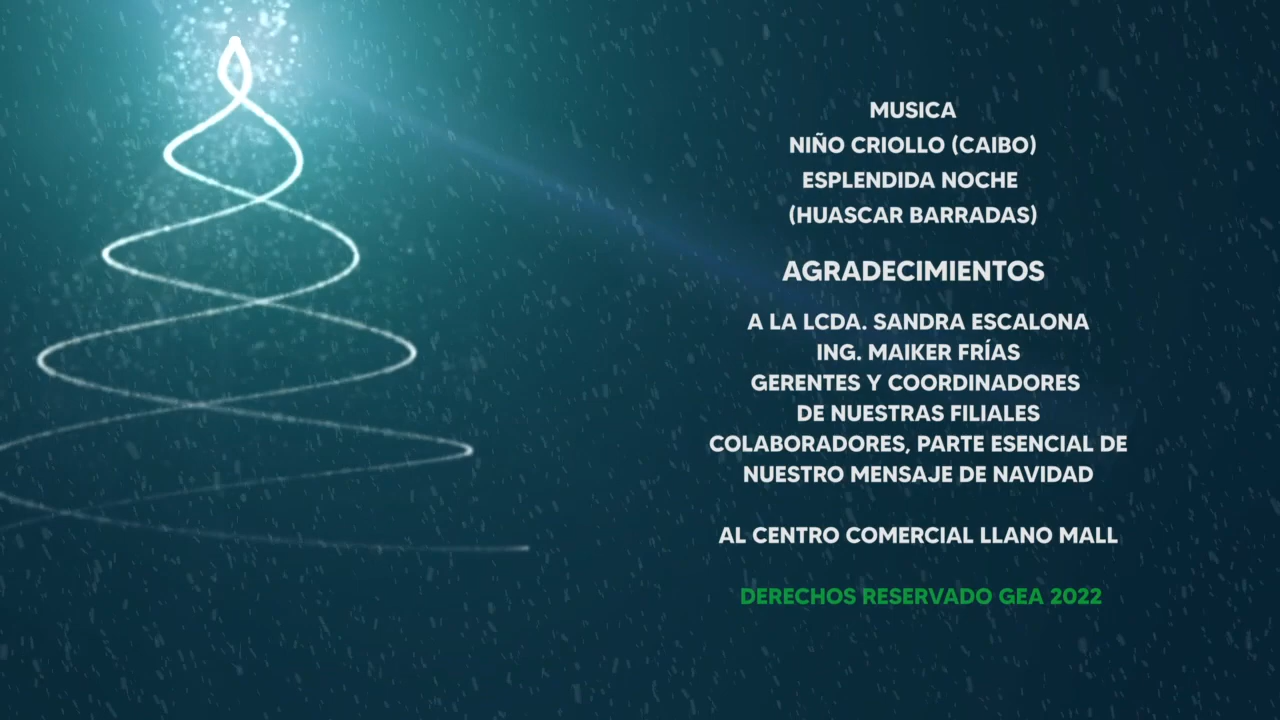 MUSICA
NIÑO CRIOLLO (CAIBO)
ESPLENDIDA NOCHE
(HUASCAR BARRADAS)
AGRADECIMIENTOS
A LA LCDA. SANDRA ESCALONA
ING. MAIKER FRÍAS
GERENTES Y COORDINADORES
DE NUESTRAS FILIALES
COLABORADORES, PARTE ESENCIAL DE
NUESTRO MENSAJE DE NAVIDAD
AL CENTRO COMERCIAL LLANO MALL
DERECHOS RESERVADO GEA 2022